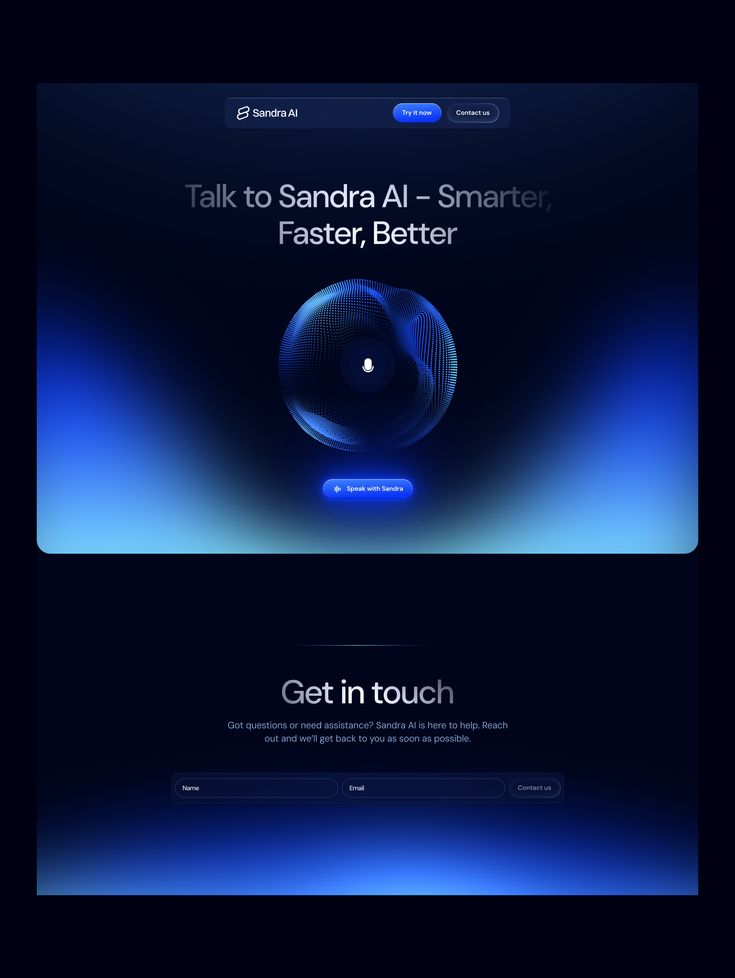 Sandra AI
Try it now
Contact us
Talk to Sandra AI – Smarter,
Faster, Better
Speak with Sandra
Get in touch
Got questions or need assistance? Sandra AI is here to help. Reach
out and we'll get back to you as soon as possible.
Name
Email
Contact us